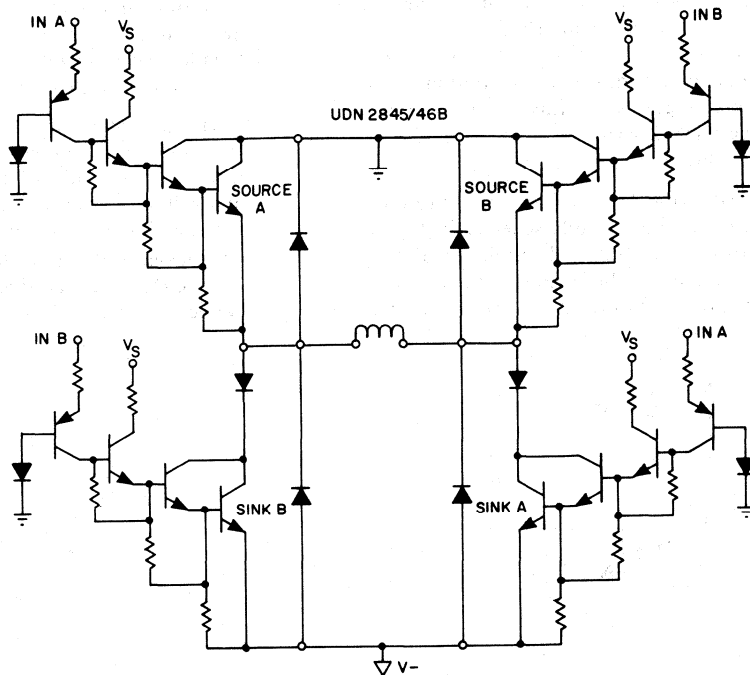 IN A
VS
UDN 2845/46B
VS
IN B
SOURCE
A
SOURCE
B
IN B
VS
VS
IN A
SINK B
SINK A
V-